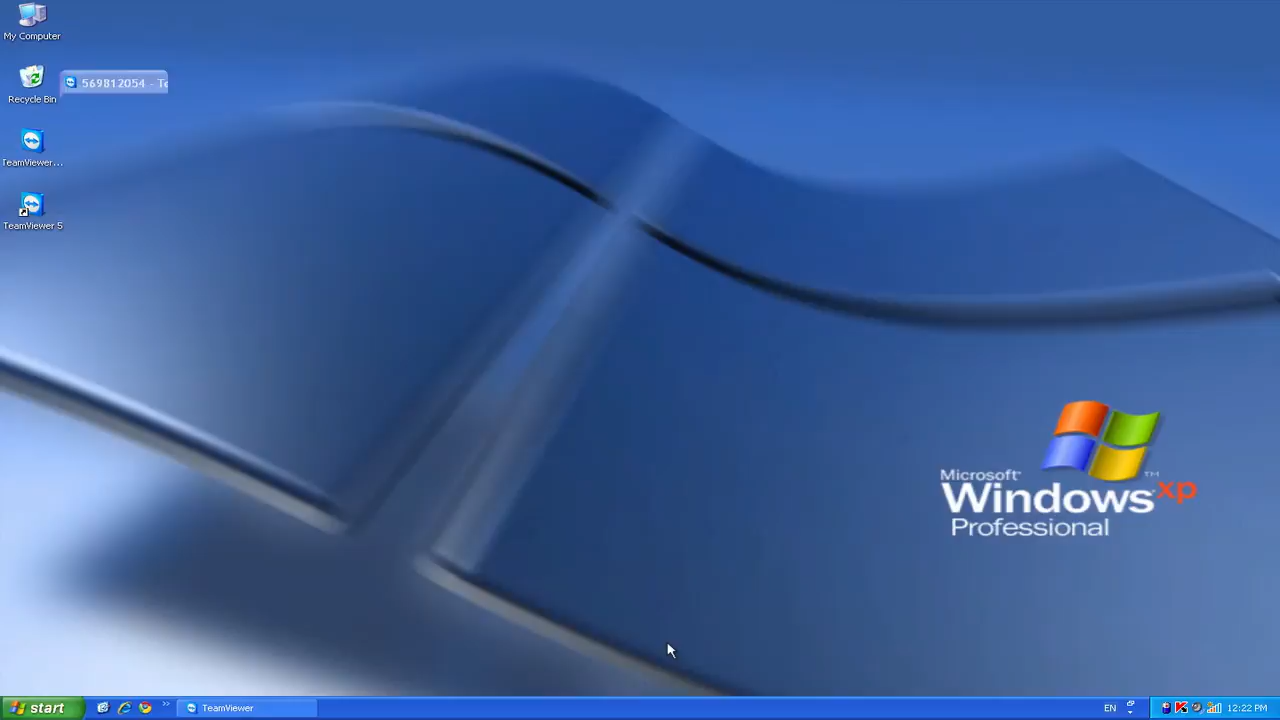 My Computer
Recycle Bin
569812054 - Te
TeamViewer...
TeamViewer 5
Microsoft
Windows xp
TM
Professional
start
TeamViewer
EN
12:22 PM